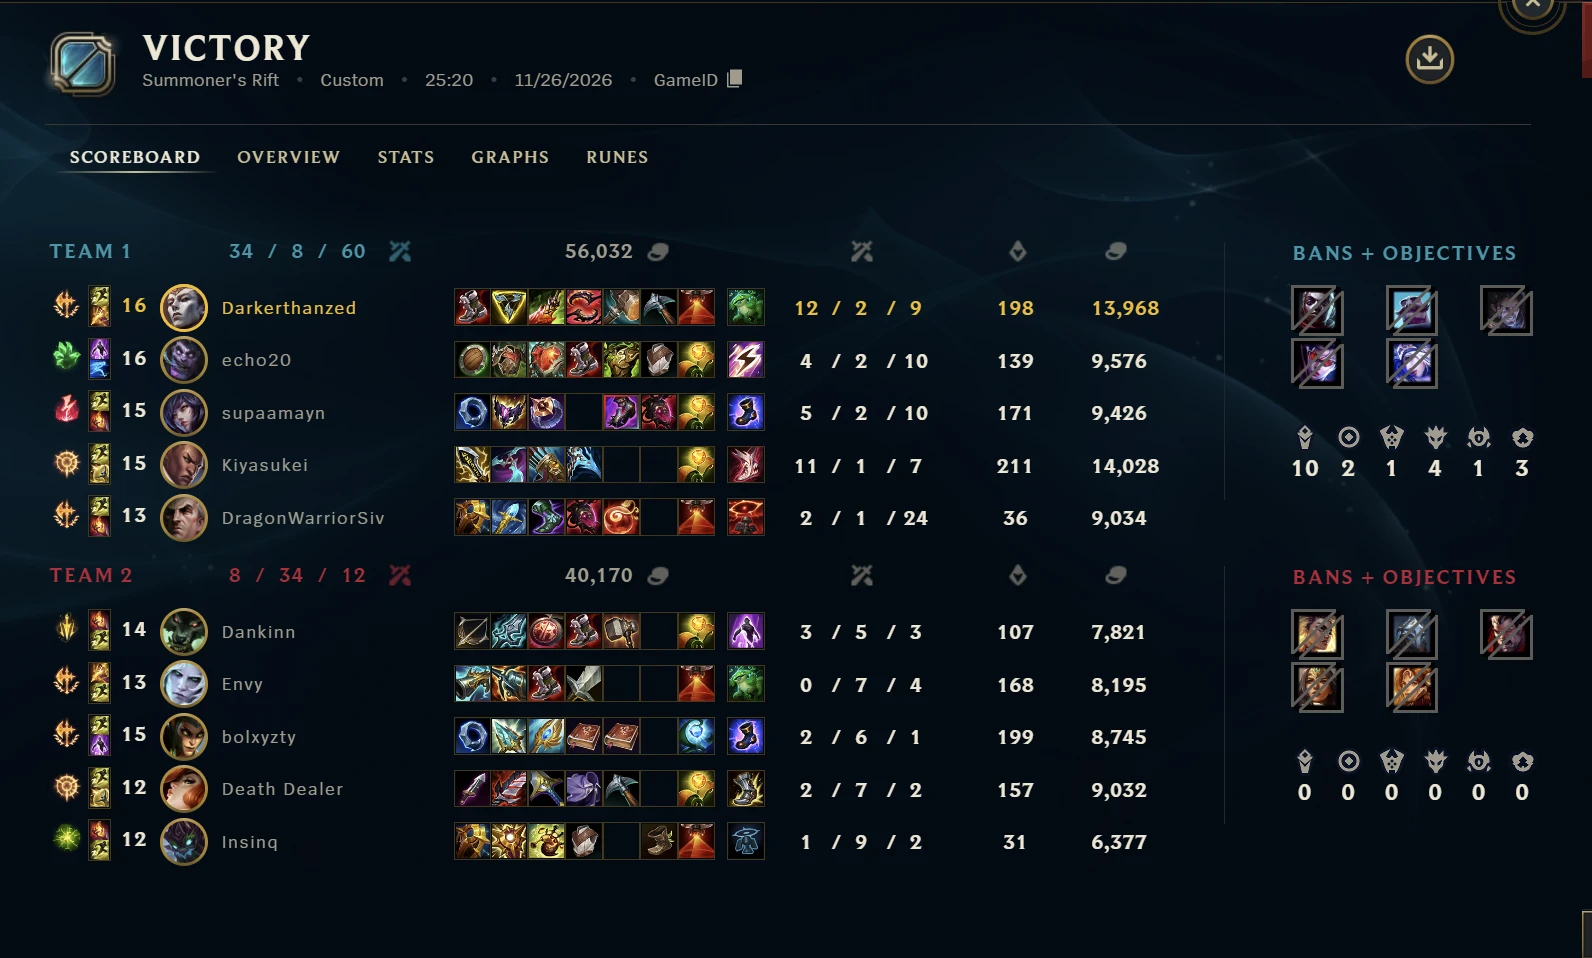 VICTORY
Summoner's Rift • Custom • 25:20 • 11/26/2026 • GameID
SCOREBOARD OVERVIEW STATS GRAPHS RUNES
TEAM 1 34 / 8 / 60 56,032 BANS + OBJECTIVES
16 Darkerthanzed 12 / 2 / 9 198 13,968
16 echo20 4 / 2 / 10 139 9,576
15 supaamayn 5 / 2 / 10 171 9,426
15 Kiyasukei 11 / 1 / 7 211 14,028
10 2 1 4 1 3
13 DragonWarriorSiv 2 / 1 / 24 36 9,034
TEAM 2 8 / 34 / 12 40,170 BANS + OBJECTIVES
14 Dankinn 3 / 5 / 3 107 7,821
13 Envy 0 / 7 / 4 168 8,195
15 bolxyzty 2 / 6 / 1 199 8,745
12 Death Dealer 2 / 7 / 2 157 9,032
0 0 0 0 0 0
12 Insinq 1 / 9 / 2 31 6,377